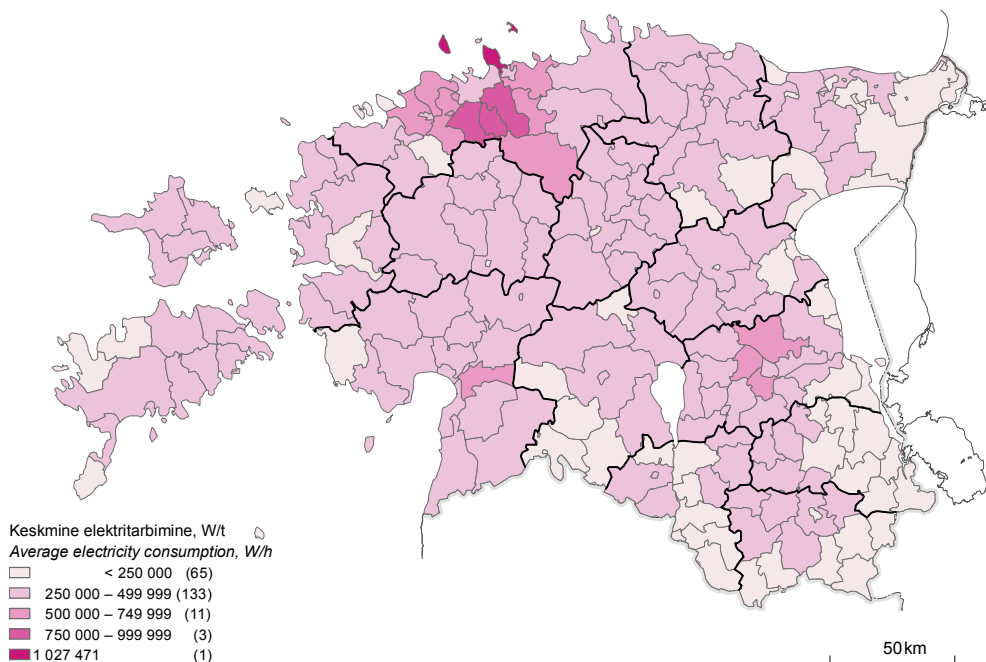 Keskmine elektritarbimine, W/t
Average electricity consumption, W/h
< 250 000 (65)
250 000 – 499 999 (133)
500 000 – 749 999 (11)
750 000 – 999 999 (3)
1 027 471 (1)
50 km